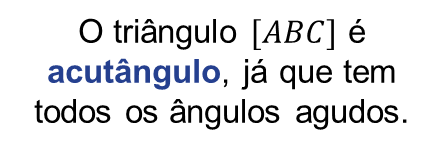 O triângulo [ABC] é
acutângulo, já que tem
todos os ângulos agudos.